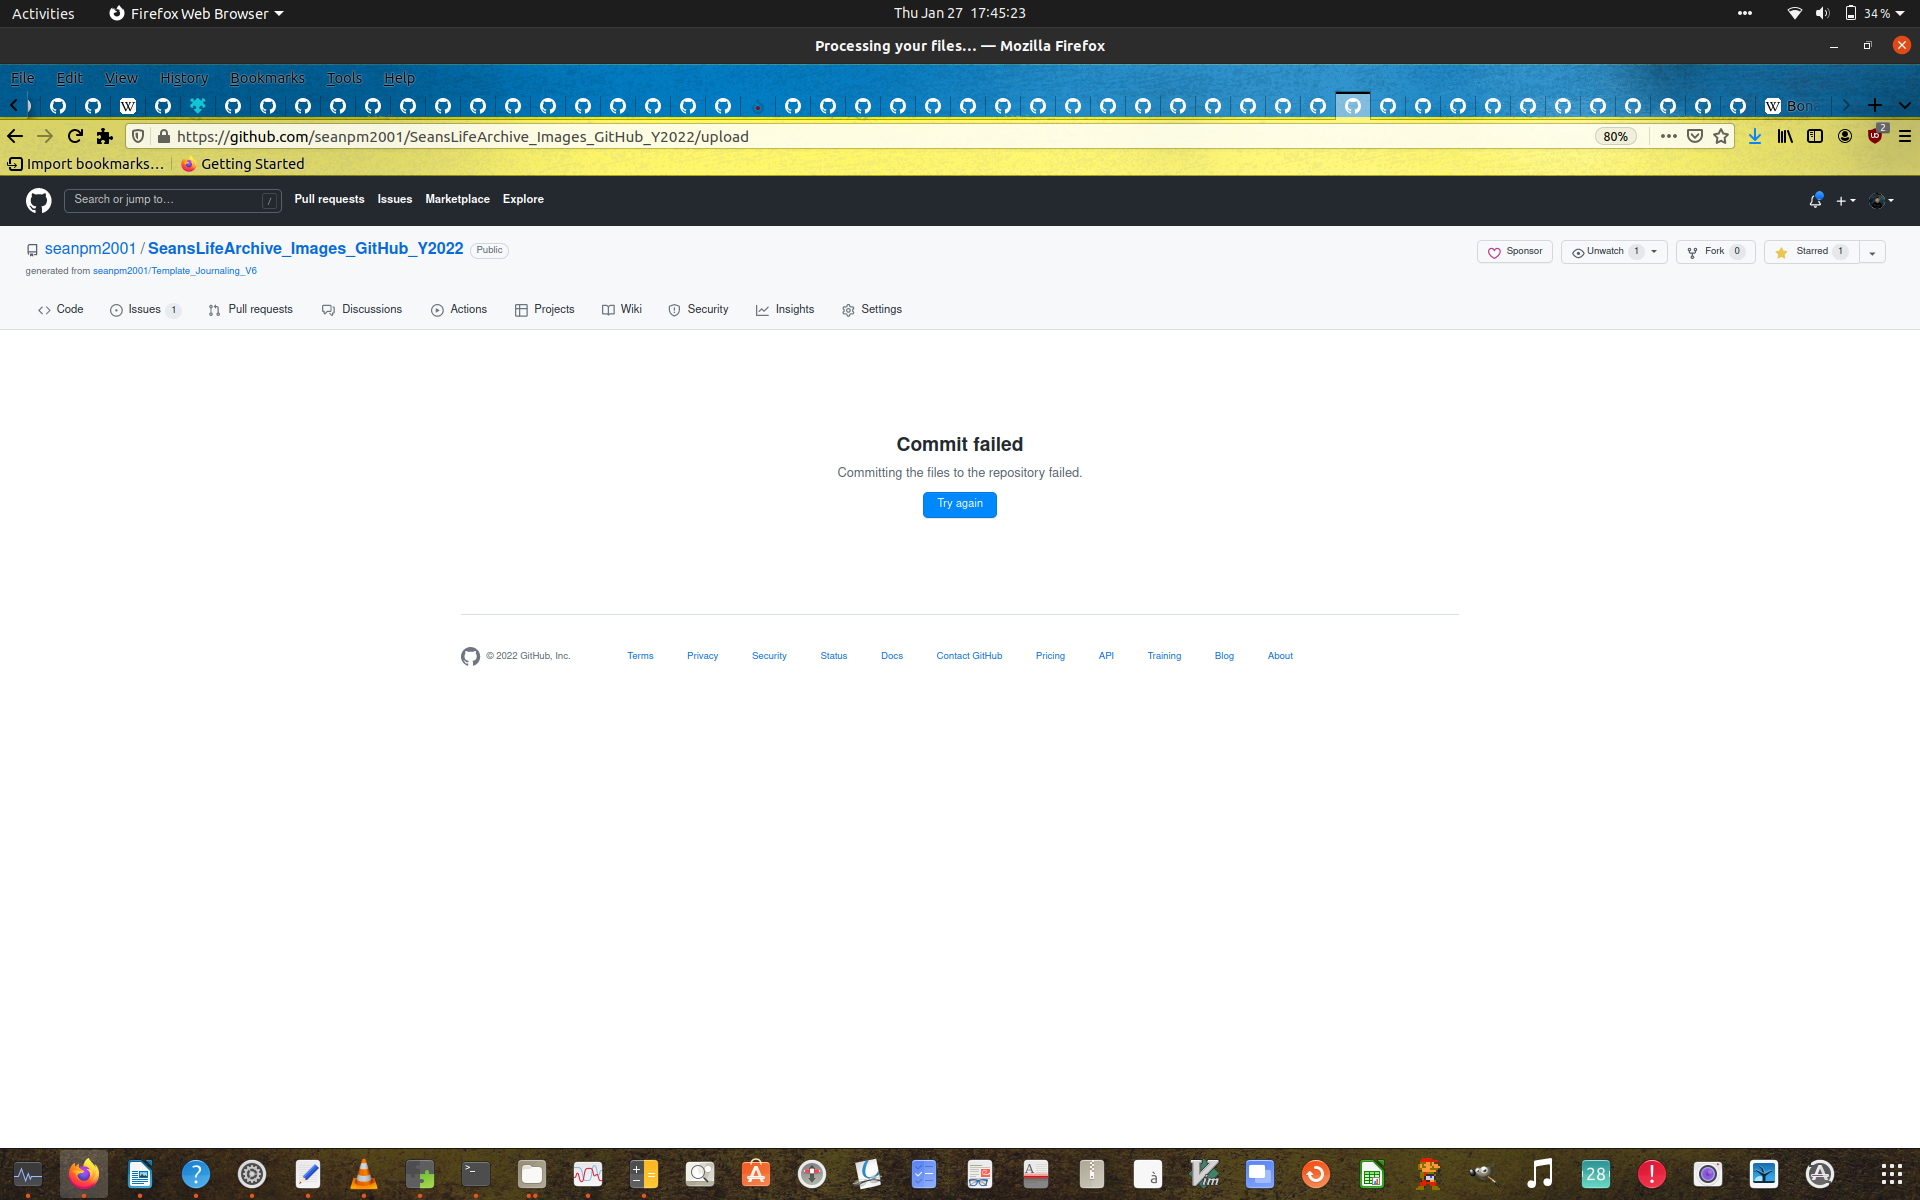 Activities
Firefox Web Browser
Thu Jan 27 17:45:23
34 %
Processing your files… — Mozilla Firefox
File Edit View History Bookmarks Tools Help
Bon
https://github.com/seanpm2001/SeansLifeArchive_Images_GitHub_Y2022/upload
80%
2
Import bookmarks…
Getting Started
Search or jump to…
/
Pull requests Issues Marketplace Explore
seanpm2001 / SeansLifeArchive_Images_GitHub_Y2022 Public
Sponsor
Unwatch 1
Fork 0
Starred 1
generated from seanpm2001/Template_Journaling_V6
Code
Issues 1
Pull requests
Discussions
Actions
Projects
Wiki
Security
Insights
Settings
Commit failed
Committing the files to the repository failed.
Try again
© 2022 GitHub, Inc.
Terms
Privacy
Security
Status
Docs
Contact GitHub
Pricing
API
Training
Blog
About
28